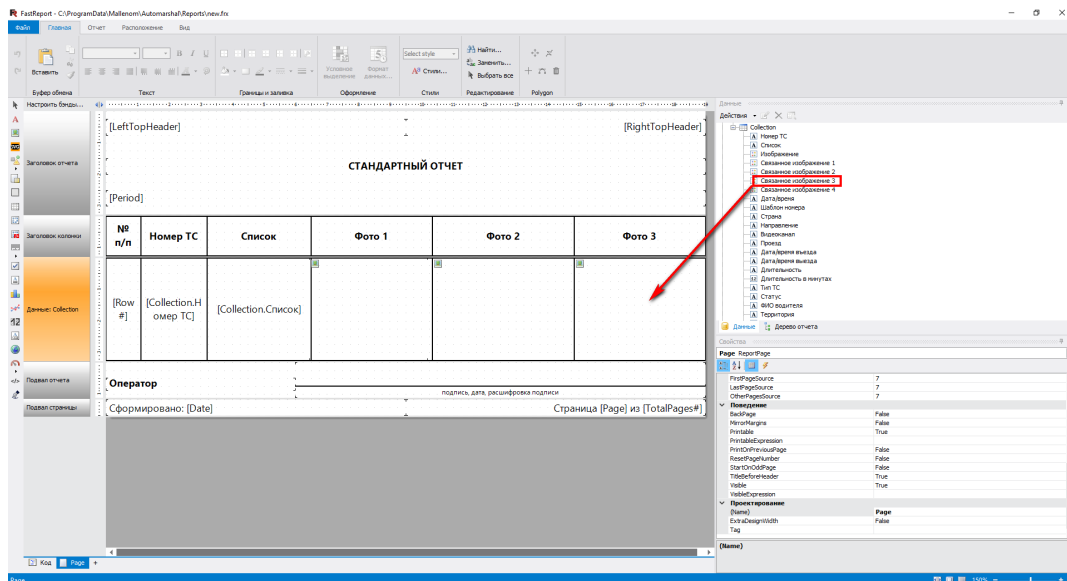 FastReport - C:\ProgramData\Mallenom\Automarshal\Reports\new.frx
Файл Главная Отчет Расположение Вид
Вставить
Условное выделение
Формат данных...
Select style
Стили...
Найти...
Заменить...
Выбрать все
Буфер обмена Текст Границы и заливка Оформление Стили Редактирование Polygon
Настроить бэнды...
Заголовок отчета
[LeftTopHeader] [RightTopHeader]
СТАНДАРТНЫЙ ОТЧЕТ
[Period]
Заголовок колонки
№ п/п Номер ТС Список Фото 1 Фото 2 Фото 3
Данные: Collection
[Row
#]
[Collection.Н
омер ТС]
[Collection.Список]
Подвал отчета
Оператор
подпись, дата, расшифровка подписи
Подвал страницы
Сформировано: [Date] Страница [Page] из [TotalPages#]
Код Page +
Page
Данные
Действия
Collection
Номер ТС
Список
Изображение
Связанное изображение 1
Связанное изображение 2
Связанное изображение 3
Связанное изображение 4
Дата/время
Шаблон номера
Страна
Направление
Видеоканал
Проезд
Дата/время въезда
Дата/время выезда
Длительность
Длительность в минутах
Тип ТС
Статус
ФИО водителя
Территория
Данные Дерево отчета
Свойства
Page ReportPage
FirstPageSource 7
LastPageSource 7
OtherPagesSource 7
Поведение
BackPage False
MirrorMargins False
Printable True
PrintableExpression
PrintOnPreviousPage False
ResetPageNumber False
StartOnOddPage False
TitleBeforeHeader True
Visible True
VisibleExpression
Проектирование
(Name) Page
ExtraDesignWidth False
Tag
(Name)
150%